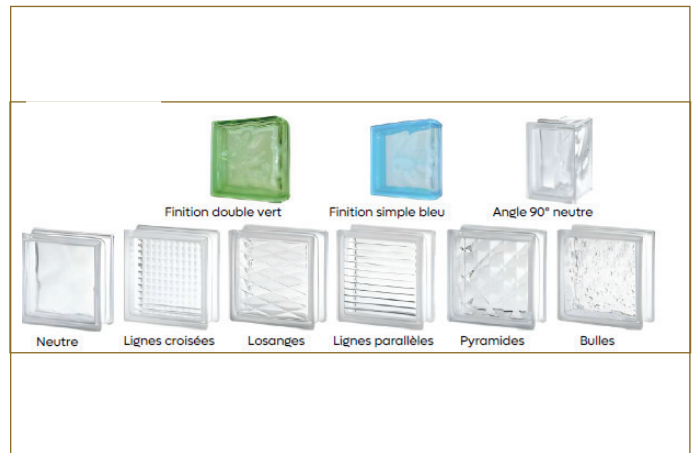 Finition double vert
Finition simple bleu
Angle 90° neutre
Neutre
Lignes croisées
Losanges
Lignes parallèles
Pyramides
Bulles